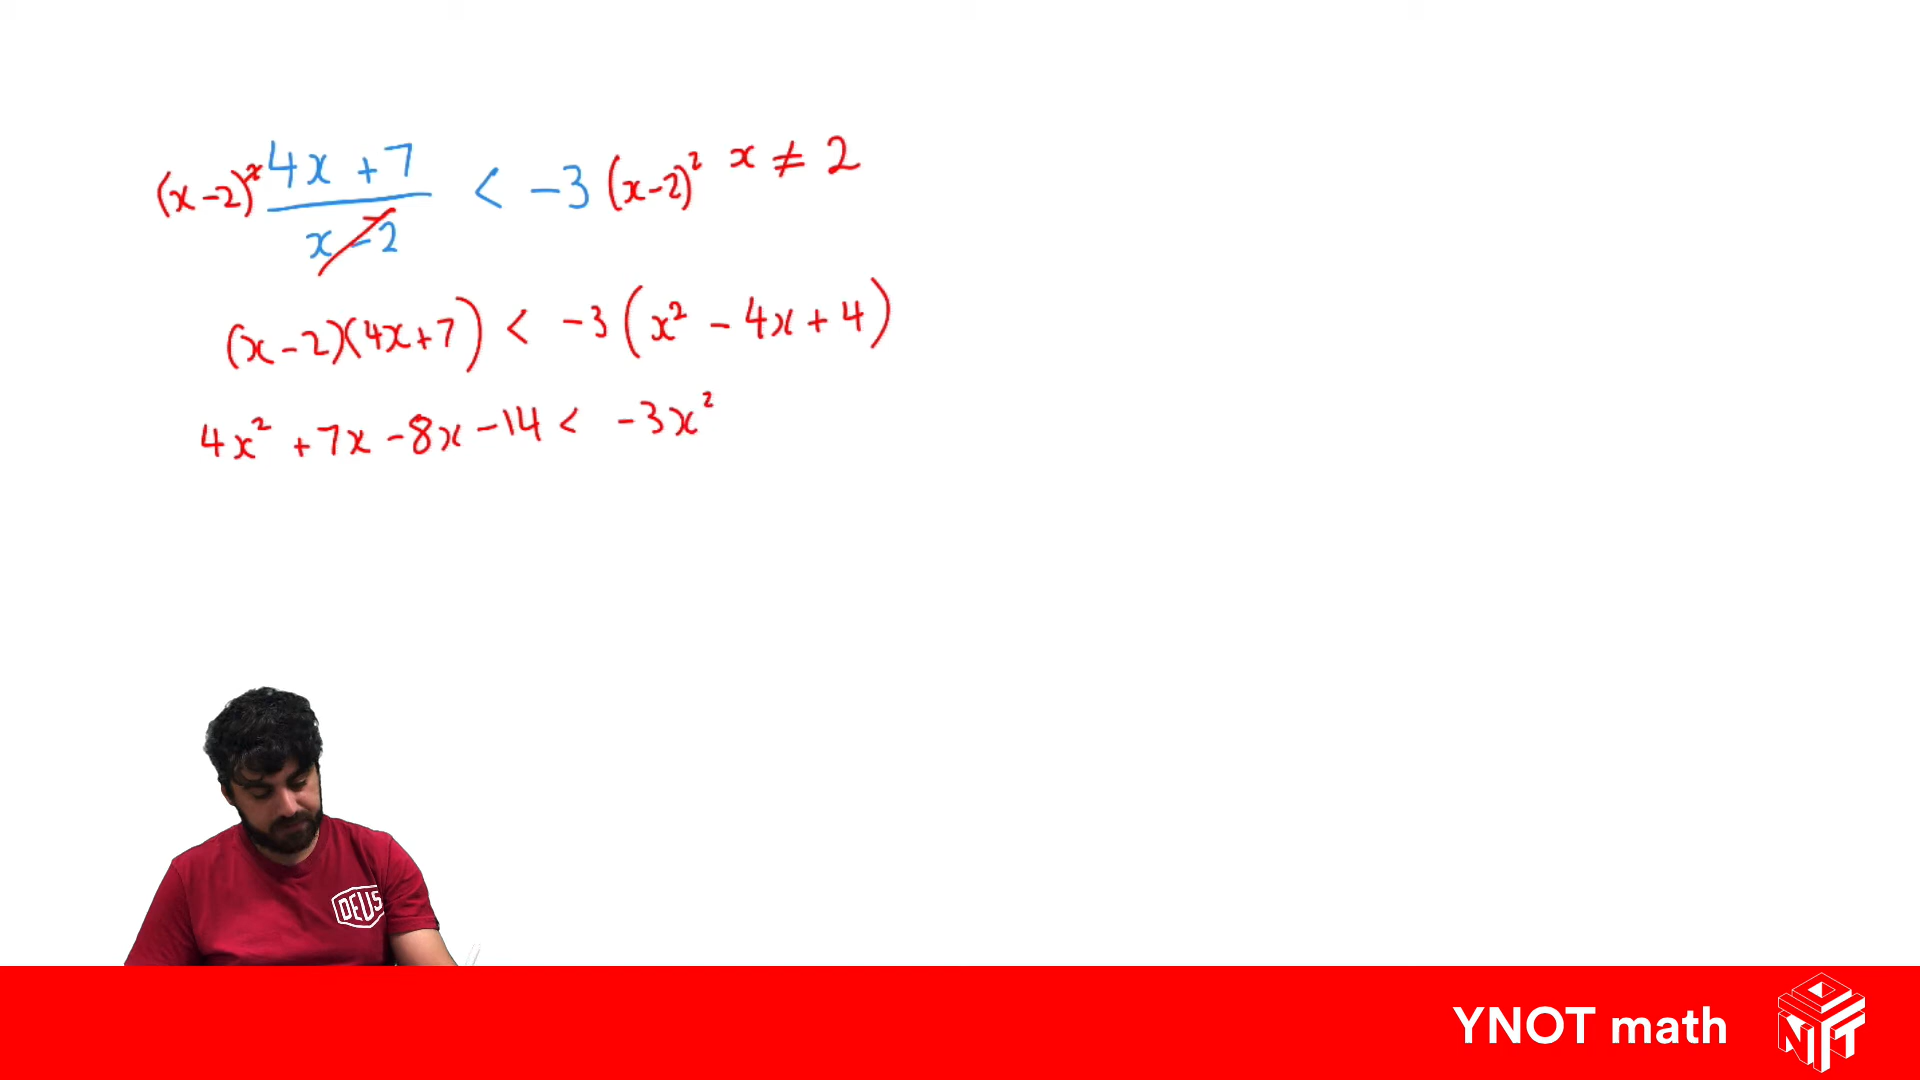 (x-2)² 4x + 7 < -3 (x-2)² x ≠ 2
x - 2
(x-2)(4x+7) < -3(x² - 4x + 4)
4x² + 7x - 8x - 14 < -3x²
DEUS
YNOT math
YNOT